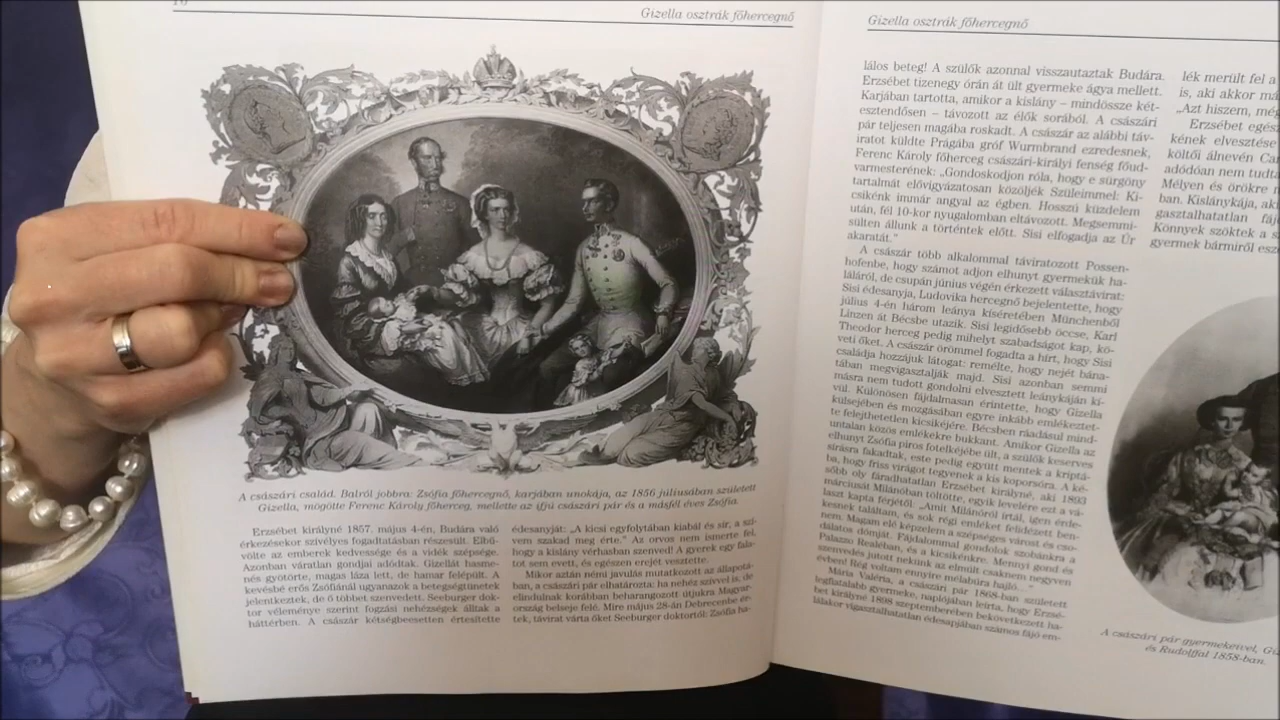 16
Gizella osztrák főhercegnő
A császári család. Balról jobbra: Zsófia főhercegnő, karjában unokája, az 1856 júliusában született
Gizella, mögötte Ferenc Károly főherceg, mellette az ifjú császári pár és a másfél éves Zsófia.
Erzsébet királyné 1857. május 4-én, Budára való
érkezésekor szívélyes fogadtatásban részesült. Elbű-
völte az emberek kedvessége és a vidék szépsége.
Azonban váratlan gondjai adódtak. Gizellát hasme-
nés gyötörte, magas láza lett, de hamar felépült. A
kevésbé erős Zsófiánál ugyanazok a betegségtünetek
jelentkeztek, de ő többet szenvedett. Seeburger dok-
tor véleménye szerint fogzási nehézségek álltak a
háttérben. A császár kétségbeesetten értesítette
édesanyját: „A kicsi egyfolytában kiabál és sír, a szí-
vem szakad meg érte.” Az orvos nem ismerte fel,
hogy a kislány vérhasban szenved! A gyerek egy fala-
tot sem evett, és egészen erejét vesztette.
Mikor aztán némi javulás mutatkozott az állapotá-
ban, a császári pár elhatározta: ha nehéz szívvel is, de
elindulnak korábban beharangozott útjukra Magyar-
ország belseje felé. Mire május 28-án Debrecenbe ér-
tek, távirat várta őket Seeburger doktortól: Zsófia ha-
Gizella osztrák főhercegnő
lálos beteg! A szülők azonnal visszautaztak Budára.
Erzsébet tizenegy órán át ült gyermeke ágya mellett.
Karjában tartotta, amikor a kislány – mindössze két-
esztendősen – távozott az élők sorából. A császári
pár teljesen magába roskadt. A császár az alábbi táv-
iratot küldte Prágába gróf Wurmbrand ezredesnek,
Ferenc Károly főherceg császári-királyi fenség főud-
varmesterének: „Gondoskodjon róla, hogy e sürgöny
tartalmát elővigyázatosan közöljék Szüleimmel: Ki-
csikénk immár angyal az égben. Hosszú küzdelem
után, fél 10-kor nyugalomban eltávozott. Megsemmi-
sülten állunk a történtek előtt. Sisi elfogadja az Úr
akaratát.”
A császár több alkalommal táviratozott Possen-
hofenbe, hogy számot adjon elhunyt gyermekük ha-
láláról, de csupán június végén érkezett választávirat:
Sisi édesanyja, Ludovika hercegnő bejelentette, hogy
július 4-én három leánya kíséretében Münchenből
Linzen át Bécsbe utazik. Sisi legidősebb öccse, Karl
Theodor herceg pedig mihelyt szabadságot kap, kö-
veti őket. A császár örömmel fogadta a hírt, hogy Sisi
családja hozzájuk látogat: remélte, hogy nejét bána-
tában megvigasztalják majd. Sisi azonban semmi
másra nem tudott gondolni elvesztett leánykáján kí-
vül. Különösen fájdalmasan érintette, hogy Gizella
külsejében és mozgásában egyre inkább emlékeztet-
te felejthetetlen kicsikéjére. Bécsben ráadásul mind-
untalan közös emlékekre bukkant. Amikor Gizella az
elhunyt Zsófia piros fotelkéjébe ült, a szülők keserves
sírásra fakadtak, este pedig együtt mentek a kriptá-
ba, hogy friss virágot tegyenek a kis koporsóra. A ké-
sőbb oly fáradhatatlan Erzsébet királyné, aki 1893
márciusát Milánóban töltötte, egyik levelére ezt a vá-
laszt kapta férjétől: „Amit Milánóról írtál, igen érde-
kesnek találtam, és sok régi emléket felidézett ben-
nem. Magam elé képzelem a szépséges várost és cso-
dálatos dómját. Fájdalommal gondolok szobánkra a
Palazzo Realéban, és a kicsikénkre. Mennyi gond és
szenvedés jutott nekünk az elmúlt csaknem negyven
évben! Rég voltam ennyire mélabúra hajló. ”
Mária Valéria, a császári pár 1868-ban született
legfiatalabb gyermeke, naplójában leírta, hogy Erzsé-
bet királyné 1898 szeptemberében bekövetkezett ha-
lálakor vigasztalhatatlan édesapjában számos fájó em-
lék merült fel a
is, aki akkor má
„Azt hiszem, még
Erzsébet egész
kének elvesztése
költői álnevén Ca
adódóan nem tudta
Mélyen és örökre
ban. Kislánykája, aki
gasztalhatatlan fáj
Könnyek szöktek a s
gyermek bármiről esz
A császári pár gyermekeivel, Gi
és Rudolffal 1858-ban.